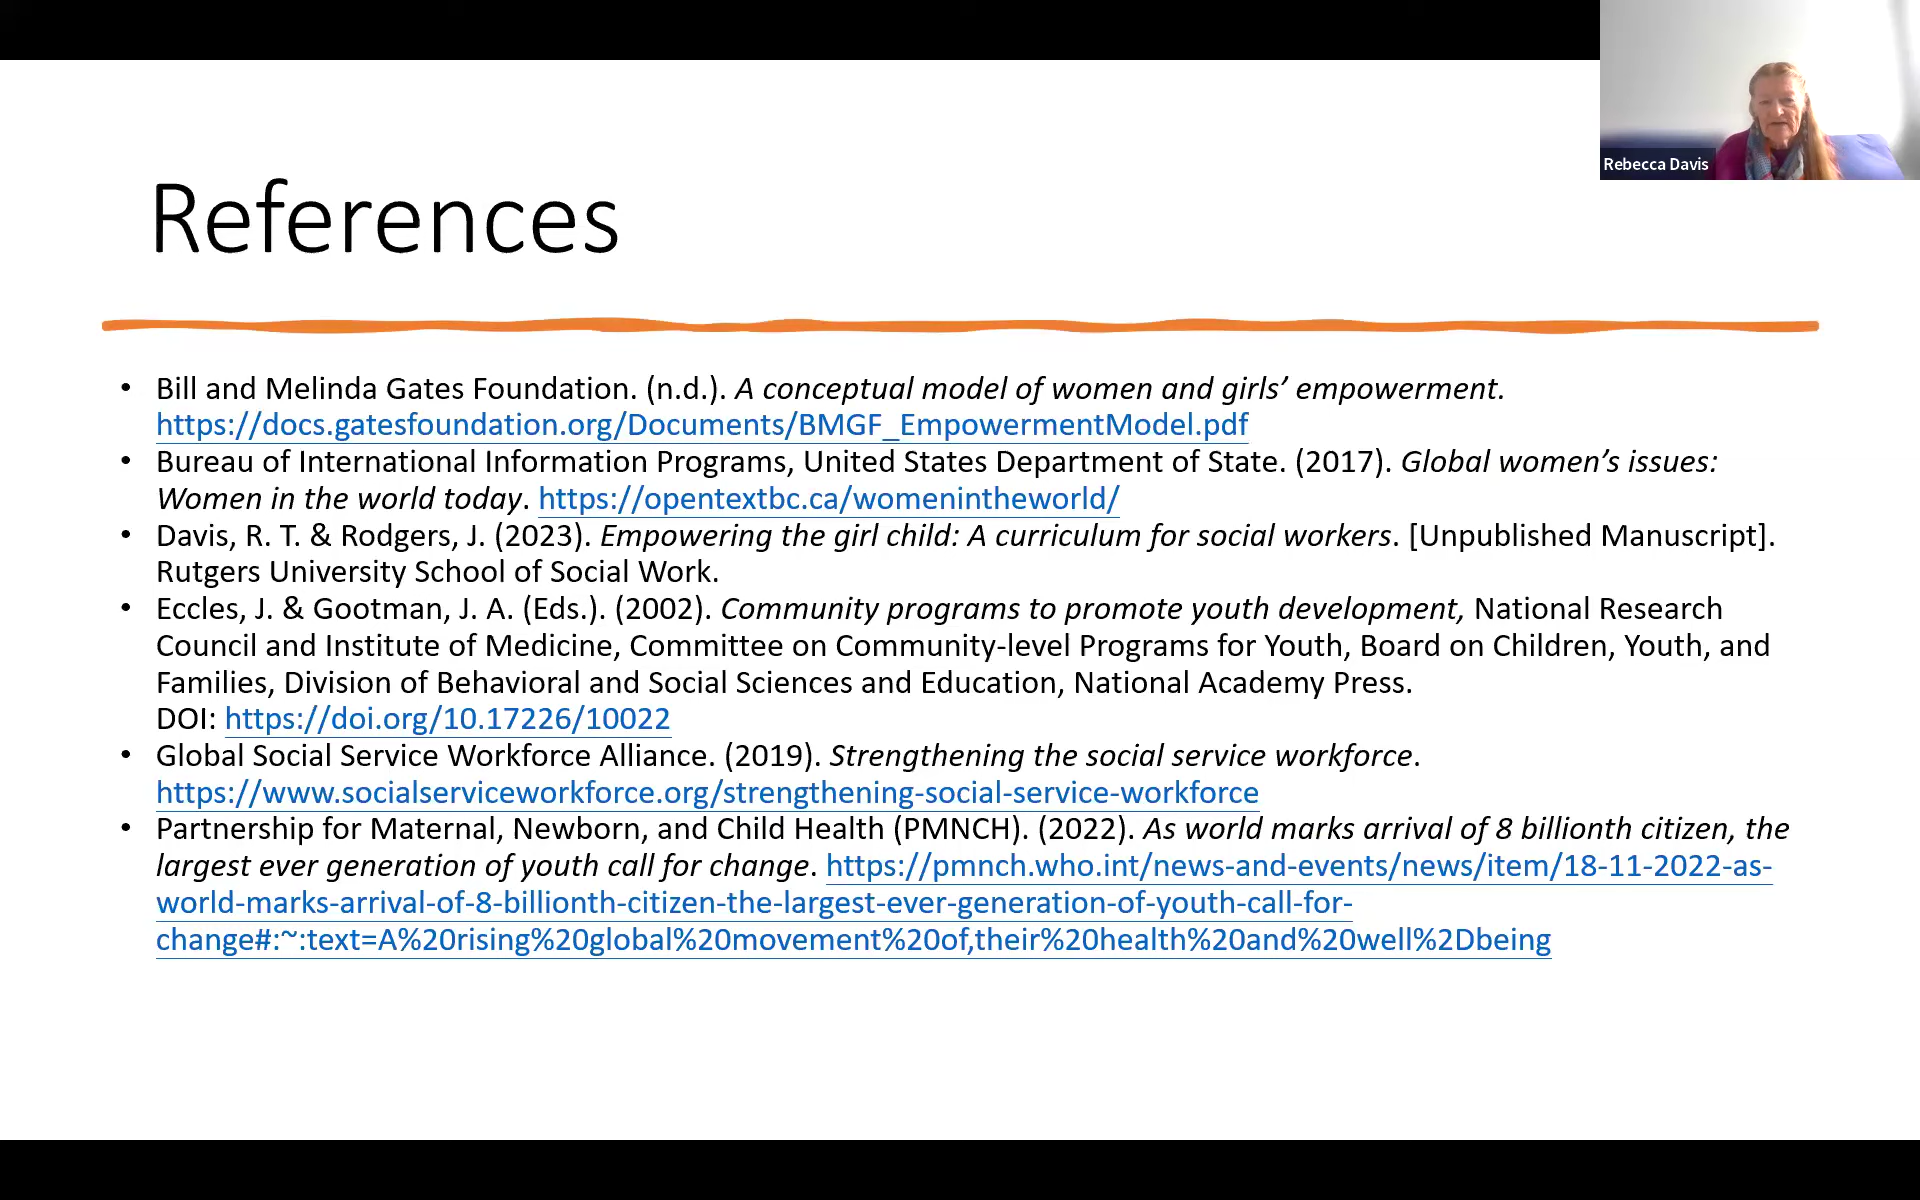 Rebecca Davis
References
• Bill and Melinda Gates Foundation. (n.d.). A conceptual model of women and girls’ empowerment.
https://docs.gatesfoundation.org/Documents/BMGF_EmpowermentModel.pdf
• Bureau of International Information Programs, United States Department of State. (2017). Global women’s issues:
Women in the world today. https://opentextbc.ca/womenintheworld/
• Davis, R. T. & Rodgers, J. (2023). Empowering the girl child: A curriculum for social workers. [Unpublished Manuscript].
Rutgers University School of Social Work.
• Eccles, J. & Gootman, J. A. (Eds.). (2002). Community programs to promote youth development, National Research
Council and Institute of Medicine, Committee on Community-level Programs for Youth, Board on Children, Youth, and
Families, Division of Behavioral and Social Sciences and Education, National Academy Press.
DOI: https://doi.org/10.17226/10022
• Global Social Service Workforce Alliance. (2019). Strengthening the social service workforce.
https://www.socialserviceworkforce.org/strengthening-social-service-workforce
• Partnership for Maternal, Newborn, and Child Health (PMNCH). (2022). As world marks arrival of 8 billionth citizen, the
largest ever generation of youth call for change. https://pmnch.who.int/news-and-events/news/item/18-11-2022-as-
world-marks-arrival-of-8-billionth-citizen-the-largest-ever-generation-of-youth-call-for-
change#:~:text=A%20rising%20global%20movement%20of,their%20health%20and%20well%2Dbeing